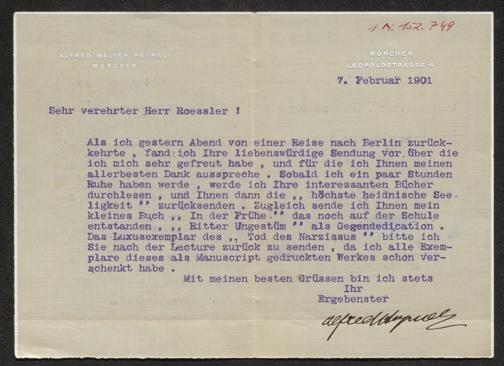 I.N. 152.749
ALFRED WALTER HEYMEL
MÜNCHEN
MÜNCHEN
LEOPOLDSTRASSE 4
7. Februar 1901
Sehr verehrter Herr Roessler !
Als ich gestern Abend von einer Reise nach Berlin zurück-
kehrte , fand ich Ihre liebenswürdige Sendung vor, über die
ich mich sehr gefreut habe , und für die ich Ihnen meinen
allerbesten Dank ausspreche . Sobald ich ein paar Stunden
Ruhe haben werde , werde ich Ihre interessanten Bücher
durchlesen , und Ihnen dann die ,, höchste heidnische See-
ligkeit '' zurücksenden . Zugleich sende ich Ihnen mein
kleines Buch ,, In der Frühe '' das noch auf der Schule
entstanden , ,, Ritter Ungestüm '' als Gegendedication .
Das Luxusexemplar des ,, Tod des Narzissus '' bitte ich
Sie nach der Lecture zurück zu senden , da ich alle Exem-
plare dieses als Manuscript gedruckten Werkes schon ver-
schenkt habe .
Mit meinen besten Grüssen bin ich stets
Ihr
Ergebenster
Alfred Heymel